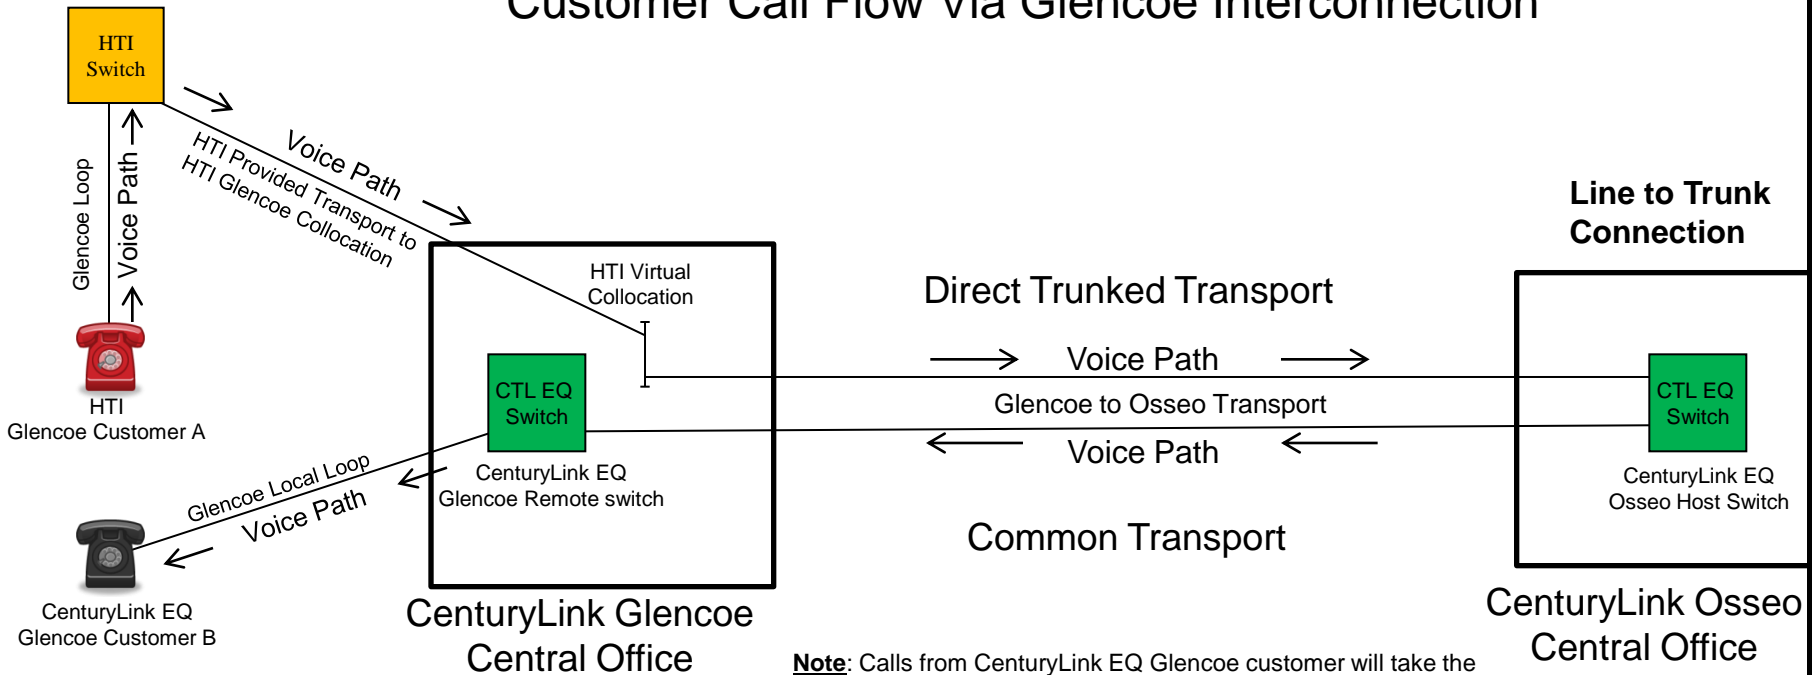 Customer Call Flow Via Glencoe Interconnection
HTI
Switch
Glencoe Loop
Voice Path
Voice Path
HTI Provided Transport to
HTI Glencoe Collocation
HTI
Glencoe Customer A
HTI Virtual
Collocation
CTL EQ
Switch
CenturyLink EQ
Glencoe Remote switch
Glencoe Local Loop
Voice Path
CenturyLink EQ
Glencoe Customer B
CenturyLink Glencoe
Central Office
Direct Trunked Transport
Voice Path
Glencoe to Osseo Transport
Voice Path
Common Transport
Line to Trunk
Connection
CTL EQ
Switch
CenturyLink EQ
Osseo Host Switch
CenturyLink Osseo
Central Office
Note: Calls from CenturyLink EQ Glencoe customer will take the